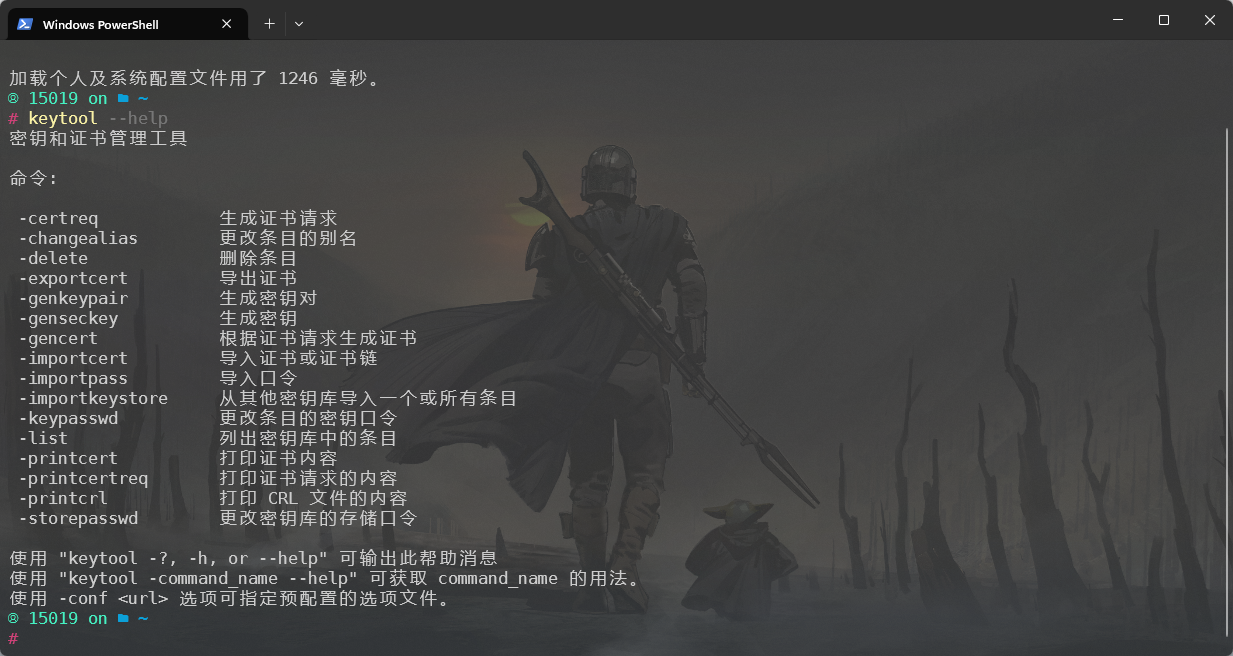 Windows PowerShell
加载个人及系统配置文件用了 1246 毫秒。
15019 on ~
# keytool --help
密钥和证书管理工具
命令:
-certreq 生成证书请求
-changealias 更改条目的别名
-delete 删除条目
-exportcert 导出证书
-genkeypair 生成密钥对
-genseckey 生成密钥
-gencert 根据证书请求生成证书
-importcert 导入证书或证书链
-importpass 导入口令
-importkeystore 从其他密钥库导入一个或所有条目
-keypasswd 更改条目的密钥口令
-list 列出密钥库中的条目
-printcert 打印证书内容
-printcertreq 打印证书请求的内容
-printcrl 打印 CRL 文件的内容
-storepasswd 更改密钥库的存储口令
使用 "keytool -?, -h, or --help" 可输出此帮助消息
使用 "keytool -command_name --help" 可获取 command_name 的用法。
使用 -conf <url> 选项可指定预配置的选项文件。
15019 on ~
#